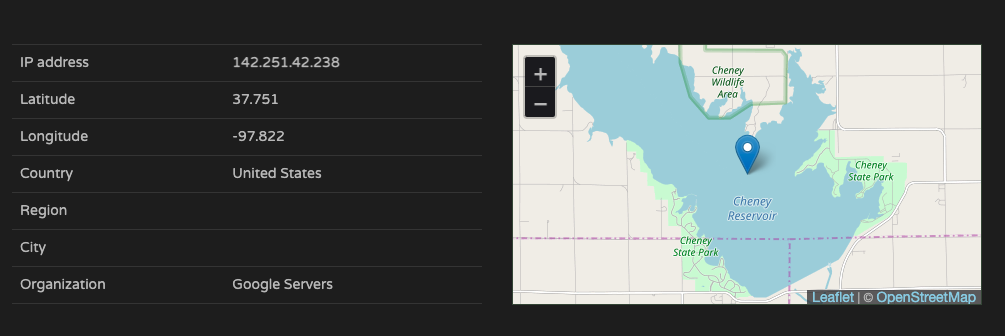 IP address 142.251.42.238
Latitude 37.751
Longitude -97.822
Country United States
Region
City
Organization Google Servers
+
−
Cheney
Wildlife
Area
Cheney
State Park
Cheney
Reservoir
Cheney
State Park
Leaflet | © OpenStreetMap